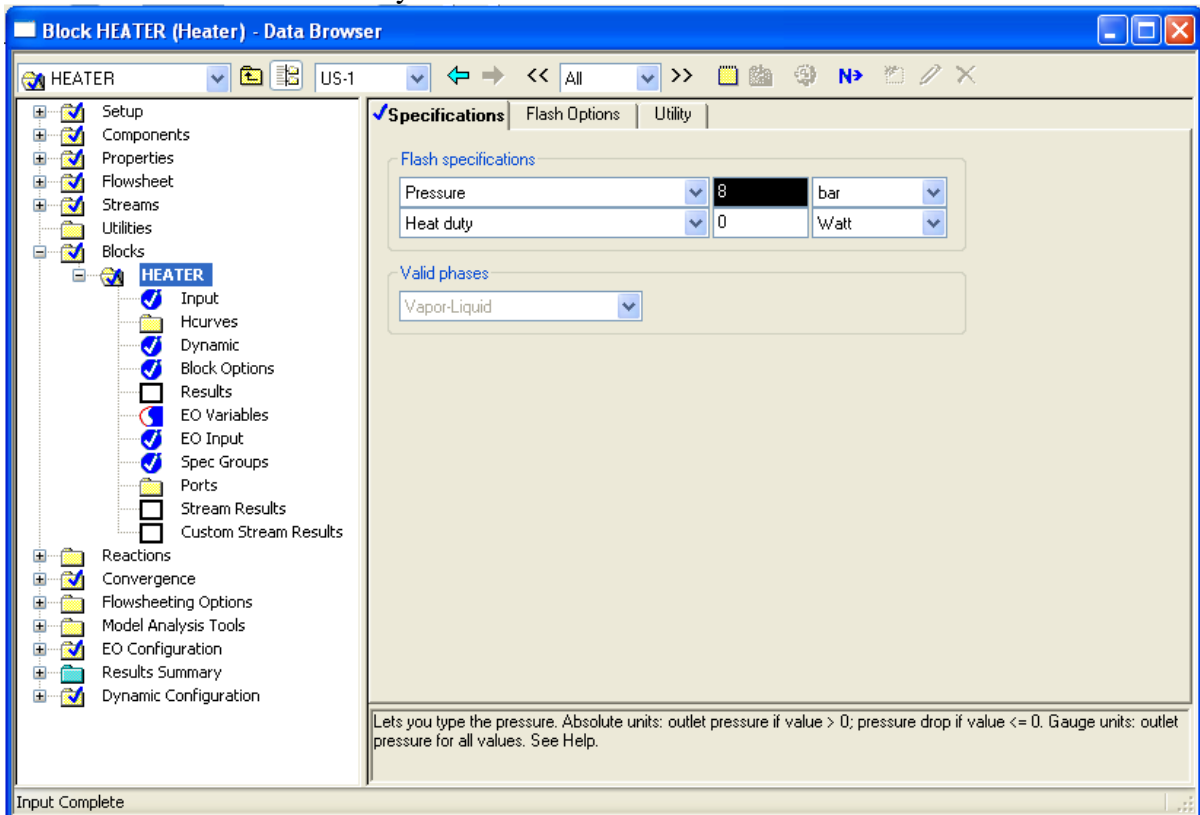 Block HEATER (Heater) - Data Browser
HEATER US-1 << All >> N>
Setup
Components
Properties
Flowsheet
Streams
Utilities
Blocks
HEATER
Input
Hcurves
Dynamic
Block Options
Results
EO Variables
EO Input
Spec Groups
Ports
Stream Results
Custom Stream Results
Reactions
Convergence
Flowsheeting Options
Model Analysis Tools
EO Configuration
Results Summary
Dynamic Configuration
Specifications Flash Options Utility
Flash specifications
Pressure 8 bar
Heat duty 0 Watt
Valid phases
Vapor-Liquid
Lets you type the pressure. Absolute units: outlet pressure if value > 0; pressure drop if value <= 0. Gauge units: outlet
pressure for all values. See Help.
Input Complete